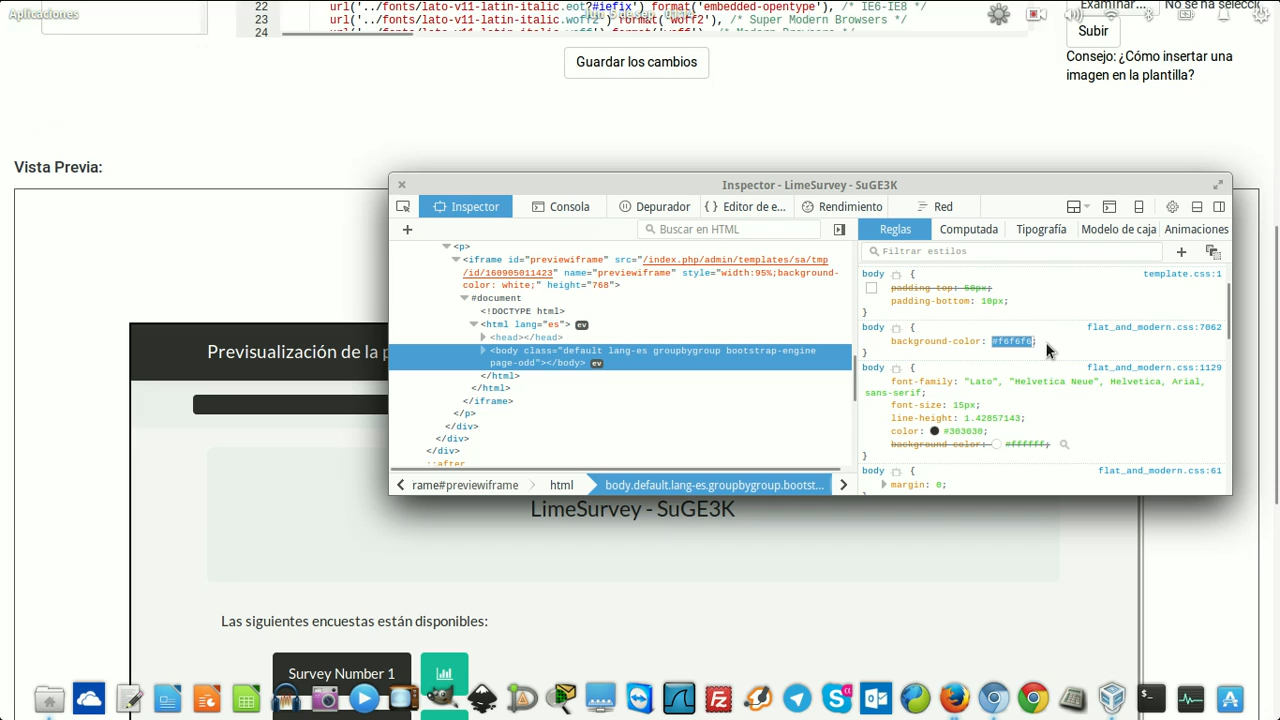 Aplicaciones
22 url('../fonts/lato-v11-latin-italic.eot?#iefix') format('embedded-opentype'), /* IE6-IE8 */
23 url('../fonts/lato-v11-latin-italic.woff2') format('woff2'), /* Super Modern Browsers */
24
Examinar...
No se ha selecci
Subir
Consejo: ¿Cómo insertar una
imagen en la plantilla?
Guardar los cambios
Vista Previa:
Inspector - LimeSurvey - SuGE3K
Inspector Consola Depurador Editor de e... Rendimiento Red
Buscar en HTML
Reglas Computada Tipografía Modelo de caja Animaciones
Filtrar estilos
<p>
<iframe id="previewiframe" src="/index.php/admin/templates/sa/tmp
/id/160905011423" name="previewiframe" style="width:95%;background-
color: white;" height="768">
#document
<!DOCTYPE html>
<html lang="es"> ev
<head></head>
<body class="default lang-es groupbygroup bootstrap-engine
page-odd"></body> ev
</html>
</html>
</iframe>
</p>
</div>
</div>
</div>
::after
rame#previewiframe html body.default.lang-es.groupbygroup.bootst...
body { template.css:1
padding-top: 50px;
padding-bottom: 10px;
}
body { flat_and_modern.css:7062
background-color: #f6f6f6;
}
body { flat_and_modern.css:1129
font-family: "Lato", "Helvetica Neue", Helvetica, Arial,
sans-serif;
font-size: 15px;
line-height: 1.42857143;
color: #303030;
background-color: #ffffff;
}
body { flat_and_modern.css:61
margin: 0;
Previsualización de la p
LimeSurvey - SuGE3K
Las siguientes encuestas están disponibles:
Survey Number 1